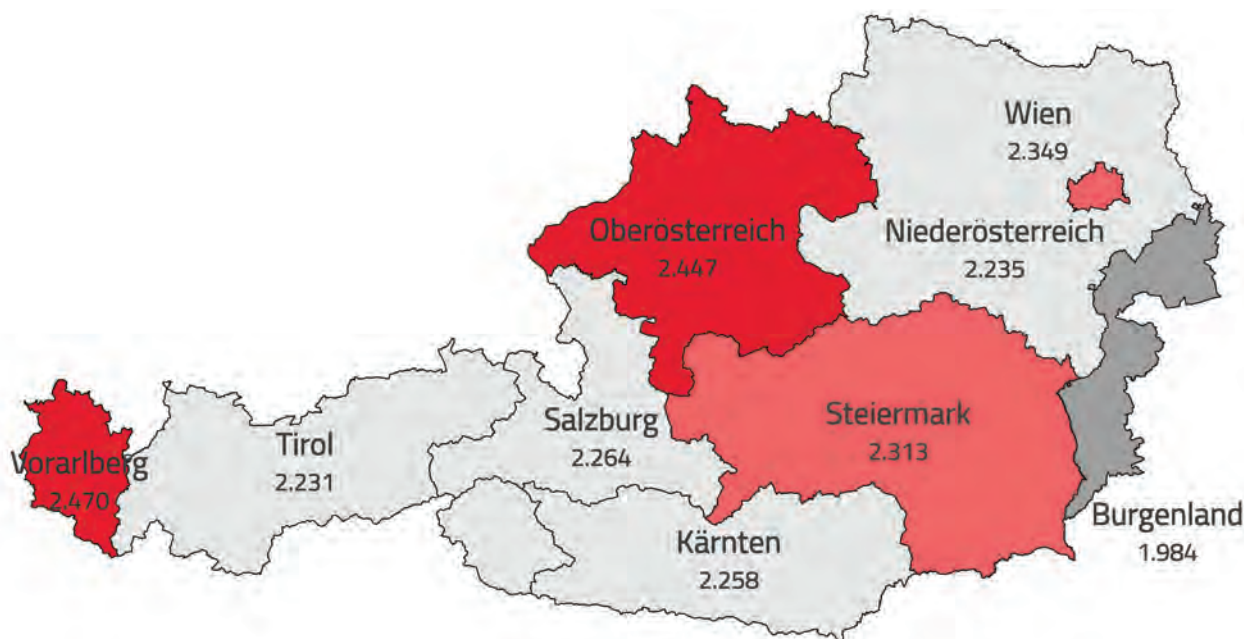 Wien
2.349
Oberösterreich
2.447
Niederösterreich
2.235
Vorarlberg
2.470
Tirol
2.231
Salzburg
2.264
Steiermark
2.313
Kärnten
2.258
Burgenland
1.984